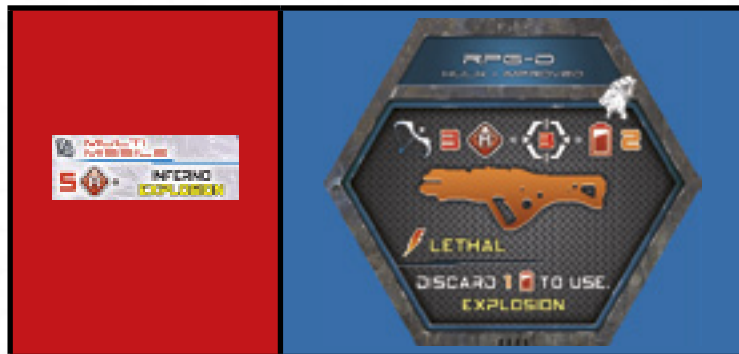 MULTI
MISSILE
5 A
INFERNO
EXPLOSION
RPG-D
3 A 2
LETHAL
DISCARD 1 TO USE.
EXPLOSION